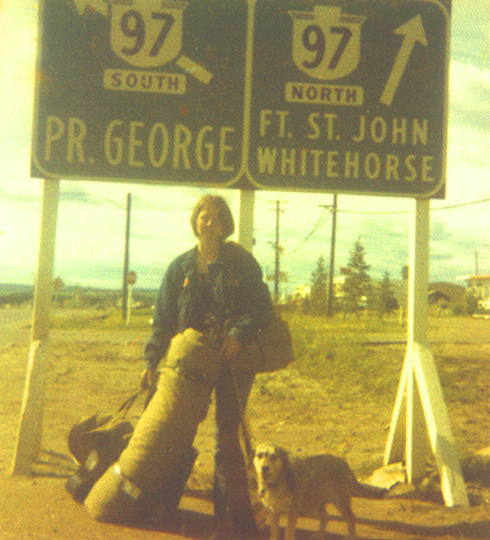 97
SOUTH
PR. GEORGE
97
NORTH
FT. ST. JOHN
WHITEHORSE